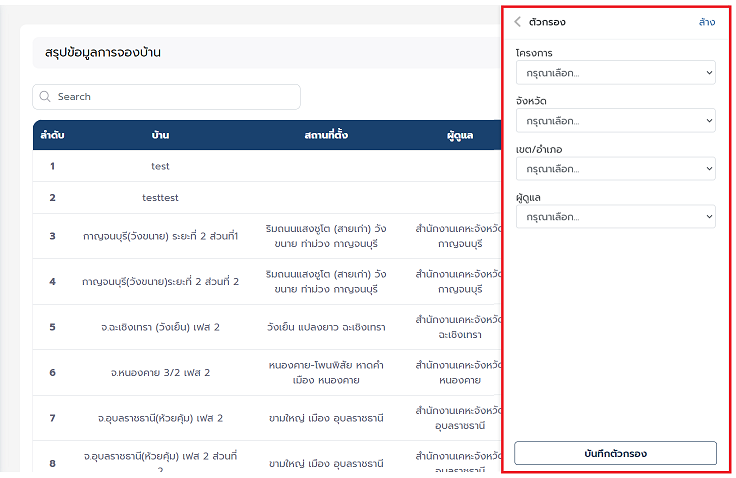 สรุปข้อมูลการจองบ้าน
Search
ลำดับ บ้าน สถานที่ตั้ง ผู้ดูแล
1 test
2 testtest
3 กาญจนบุรี(วังขนาย) ระยะที่ 2 ส่วนที่1 ริมถนนแสงชูโต (สายเก่า) วัง สำนักงานเคหะจังหวัด
ขนาย ท่าม่วง กาญจนบุรี กาญจนบุรี
4 กาญจนบุรี(วังขนาย)ระยะที่ 2 ส่วนที่ 2 ริมถนนแสงชูโต (สายเก่า) วัง สำนักงานเคหะจังหวัด
ขนาย ท่าม่วง กาญจนบุรี กาญจนบุรี
5 จ.ฉะเชิงเทรา (วังเย็น) เฟส 2 วังเย็น แปลงยาว ฉะเชิงเทรา สำนักงานเคหะจังหวัด
ฉะเชิงเทรา
6 จ.หนองคาย 3/2 เฟส 2 หนองคาย-โพนพิสัย หาดคำ สำนักงานเคหะจังหวัด
เมือง หนองคาย หนองคาย
7 จ.อุบลราชธานี(ห้วยคุ้ม) เฟส 2 ขามใหญ่ เมือง อุบลราชธานี สำนักงานเคหะจังหวัด
อุบลราชธานี
8 จ.อุบลราชธานี(ห้วยคุ้ม) เฟส 2 ส่วนที่ ขามใหญ่ เมือง อุบลราชธานี สำนักงานเคหะจังหวัด
2 อุบลราชธานี
ตัวกรอง ล้าง
โครงการ
กรุณาเลือก...
จังหวัด
กรุณาเลือก...
เขต/อำเภอ
กรุณาเลือก...
ผู้ดูแล
กรุณาเลือก...
บันทึกตัวกรอง